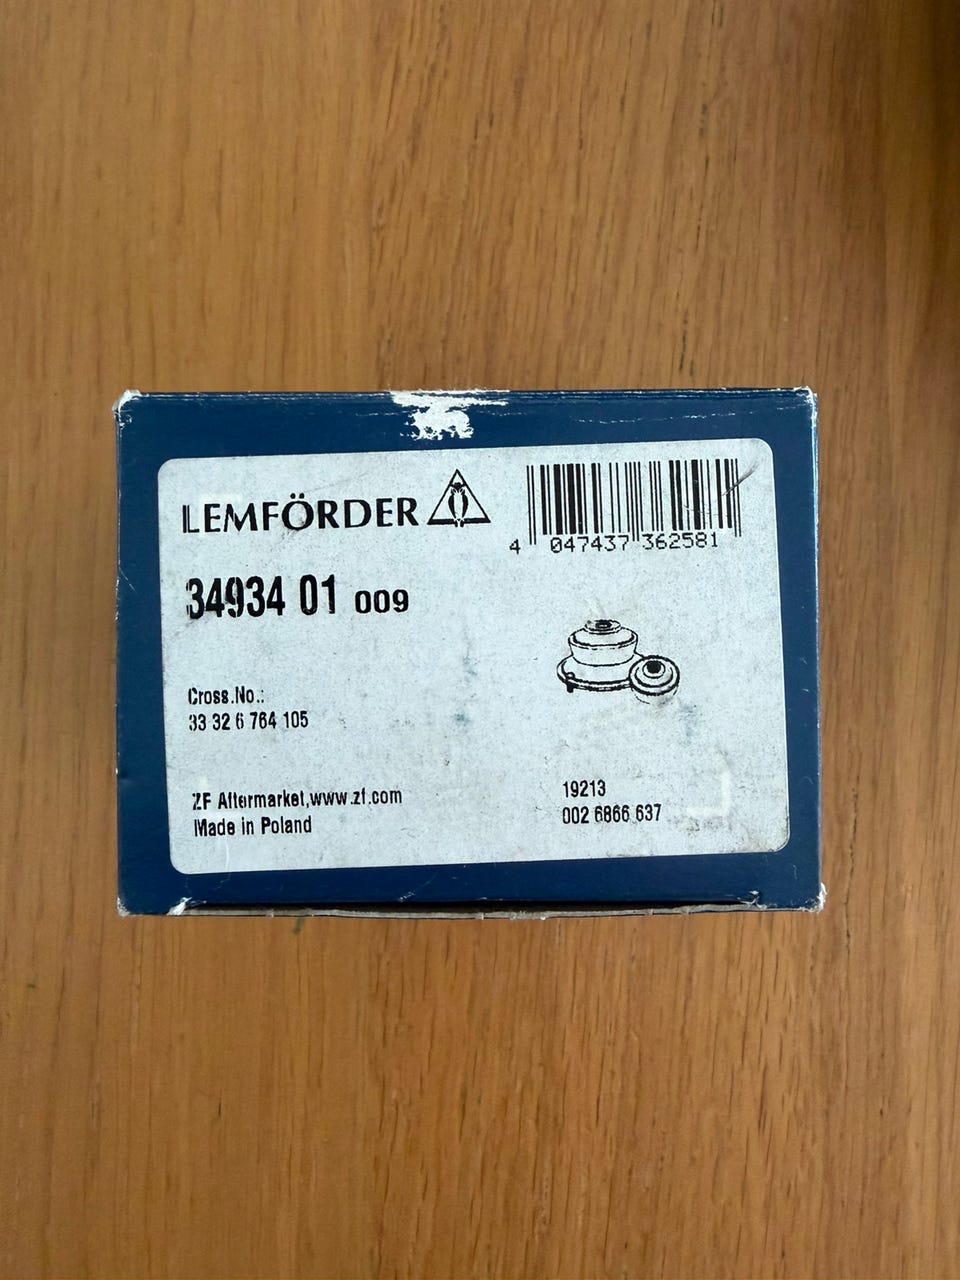 LEMFÖRDER
4 047437 362581
34934 01 009
Cross.No.:
33 32 6 764 105
ZF Aftermarket,www.zf.com
Made in Poland
19213
002 6866 637